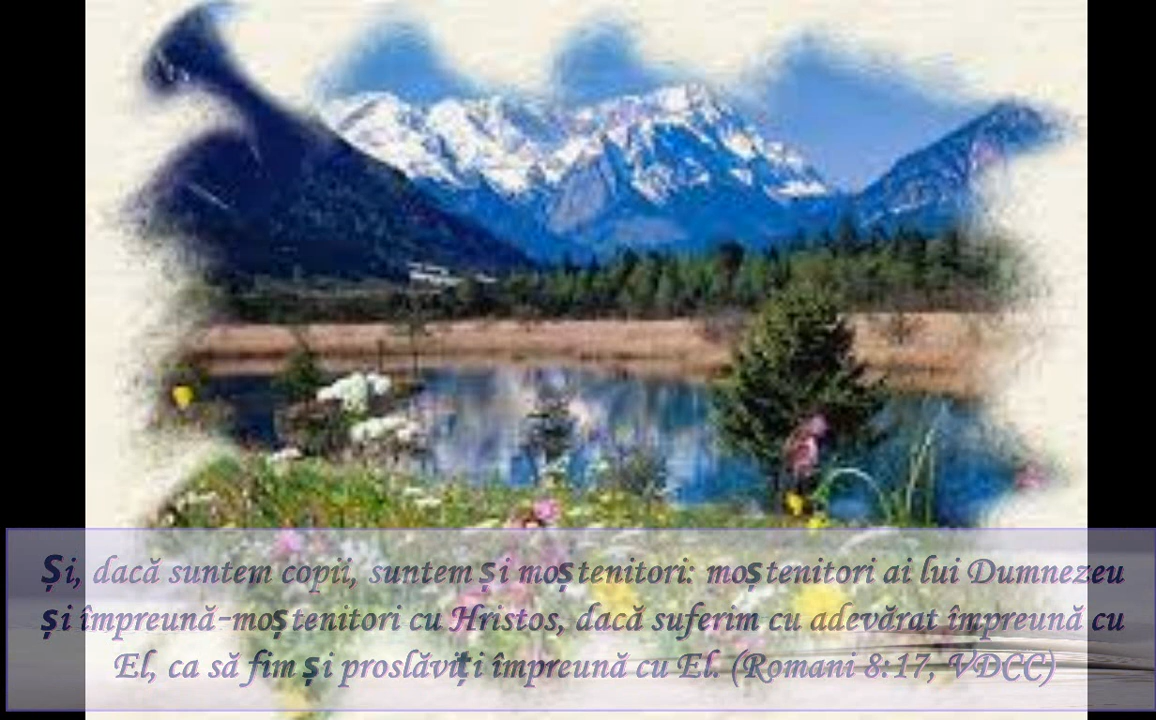 Și, dacă suntem copii, suntem și moștenitori: moștenitori ai lui Dumnezeu
și împreună-moștenitori cu Hristos, dacă suferim cu adevărat împreună cu
El, ca să fim și proslăviți împreună cu El. (Romani 8:17, VDCC)